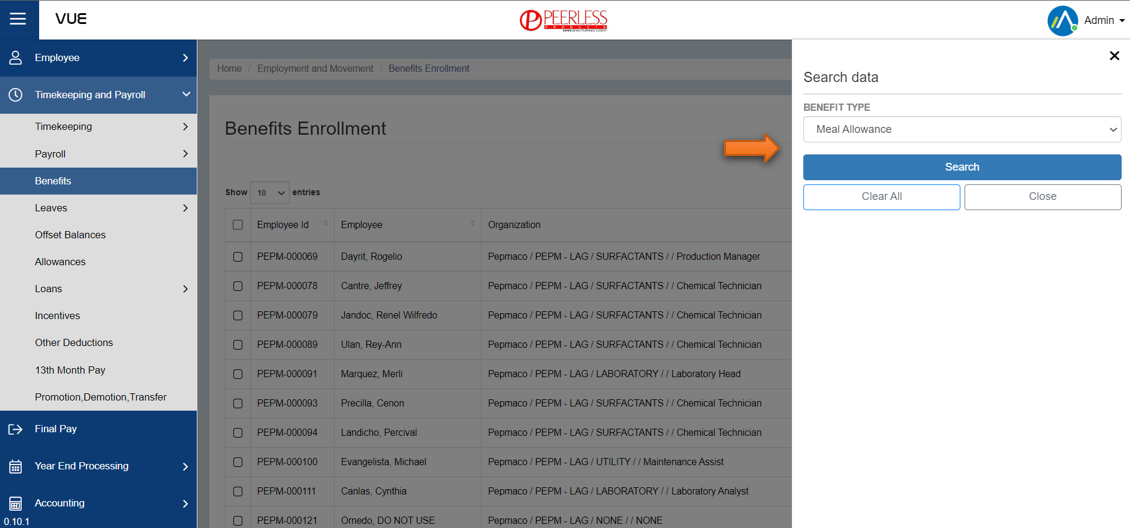 VUE
PEERLESS
PRODUCTS
Admin
Employee
Timekeeping and Payroll
Timekeeping
Payroll
Benefits
Leaves
Offset Balances
Allowances
Loans
Incentives
Other Deductions
13th Month Pay
Promotion,Demotion,Transfer
Final Pay
Year End Processing
Accounting
0.10.1
Home / Employment and Movement / Benefits Enrollment
Benefits Enrollment
Show 10 entries
Employee Id Employee Organization
PEPM-000069 Dayrit, Rogelio Pepmaco / PEPM - LAG / SURFACTANTS / / Production Manager
PEPM-000078 Cantre, Jeffrey Pepmaco / PEPM - LAG / SURFACTANTS / / Chemical Technician
PEPM-000079 Jandoc, Renel Wilfredo Pepmaco / PEPM - LAG / SURFACTANTS / / Chemical Technician
PEPM-000089 Ulan, Rey-Ann Pepmaco / PEPM - LAG / SURFACTANTS / / Chemical Technician
PEPM-000091 Marquez, Merli Pepmaco / PEPM - LAG / LABORATORY / / Laboratory Head
PEPM-000093 Precilla, Cenon Pepmaco / PEPM - LAG / SURFACTANTS / / Chemical Technician
PEPM-000094 Landicho, Percival Pepmaco / PEPM - LAG / SURFACTANTS / / Chemical Technician
PEPM-000100 Evangelista, Michael Pepmaco / PEPM - LAG / UTILITY / / Maintenance Assist
PEPM-000111 Canlas, Cynthia Pepmaco / PEPM - LAG / LABORATORY / / Laboratory Analyst
PEPM-000121 Ornedo, DO NOT USE Pepmaco / PEPM - LAG / NONE / / NONE
Search data
BENEFIT TYPE
Meal Allowance
Search
Clear All Close